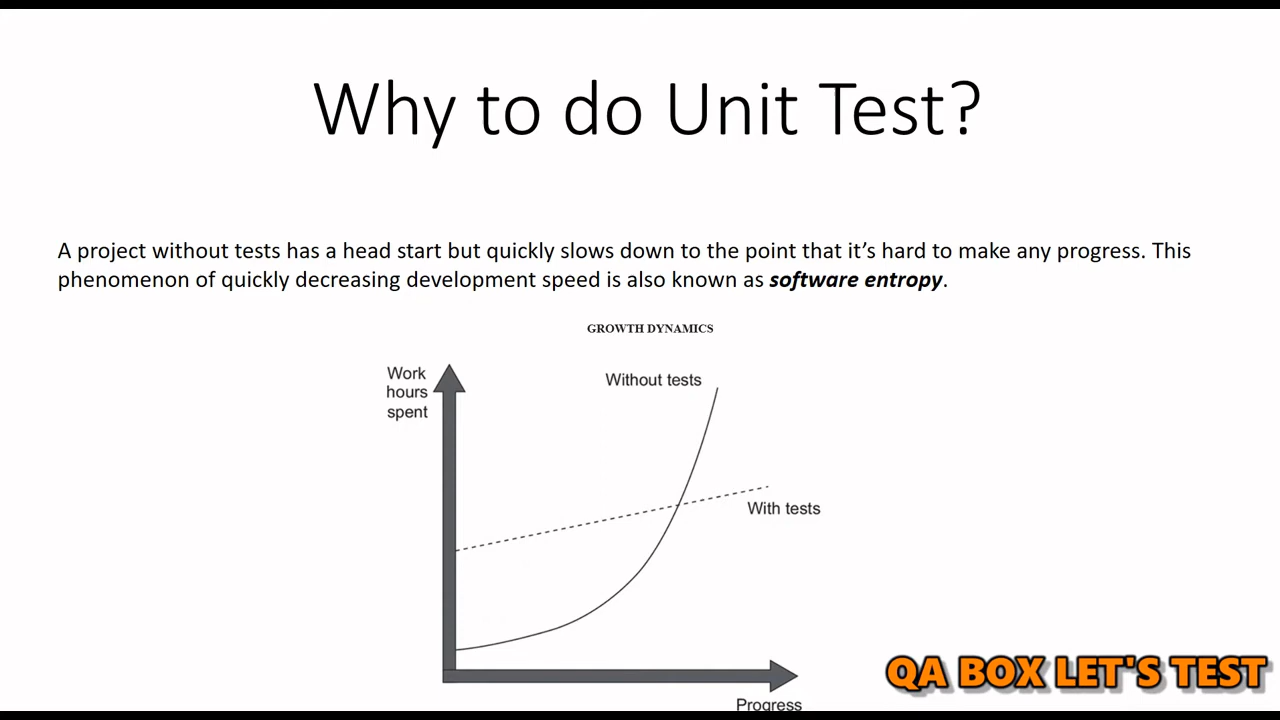 Why to do Unit Test?
A project without tests has a head start but quickly slows down to the point that it’s hard to make any progress. This
phenomenon of quickly decreasing development speed is also known as software entropy.
GROWTH DYNAMICS
Work
hours
spent
Without tests
With tests
Progress
QA BOX LET'S TEST